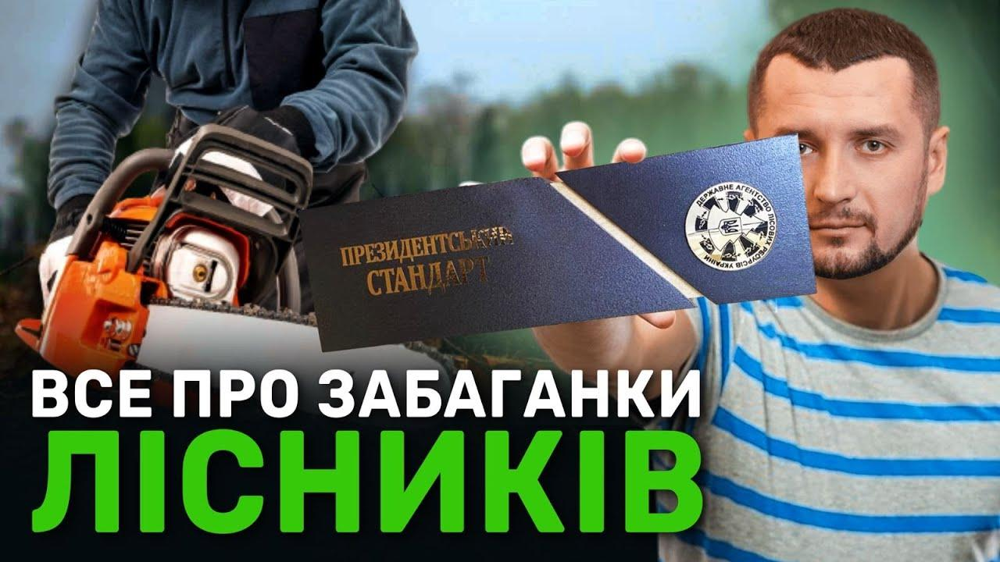 ПРЕЗИДЕНТСЬКИЙ
СТАНДАРТ
ДЕРЖАВНЕ АГЕНТСТВО ЛІСОВИХ РЕСУРСІВ УКРАЇНИ
ВСЕ ПРО ЗАБАГАНКИ
ЛІСНИКІВ